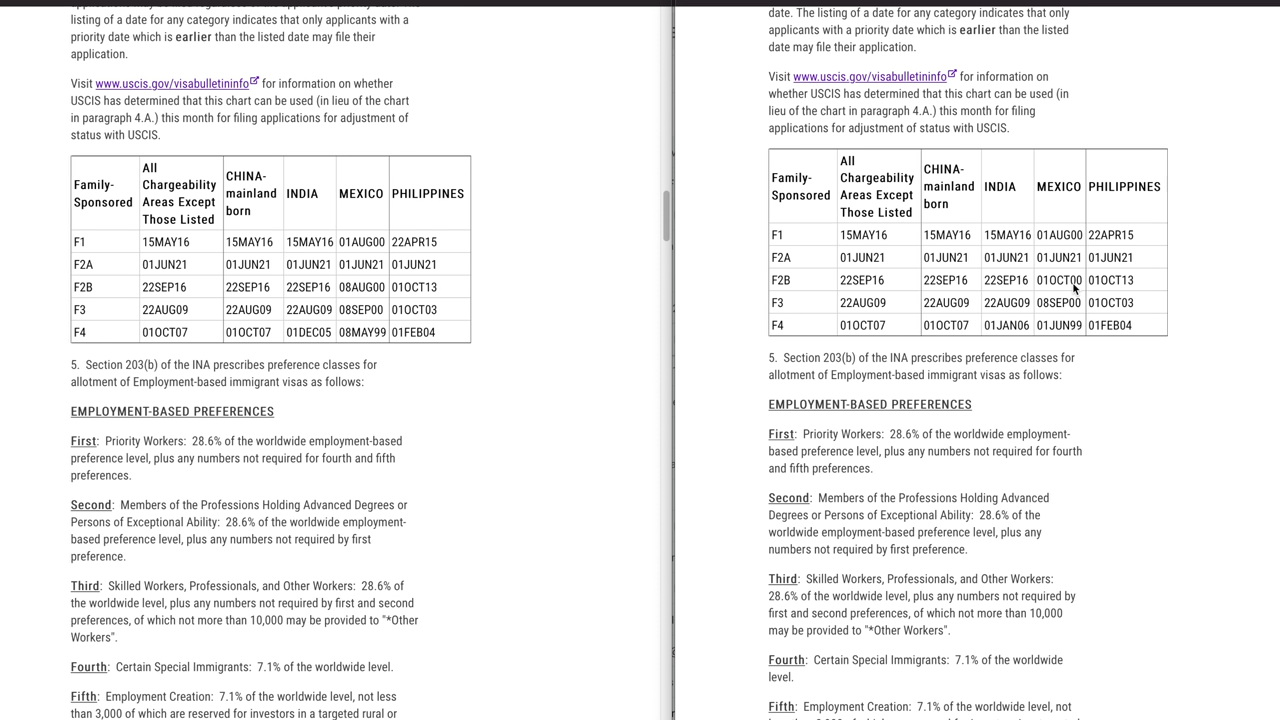 listing of a date for any category indicates that only applicants with a
priority date which is earlier than the listed date may file their
application.
Visit www.uscis.gov/visabulletininfo for information on whether
USCIS has determined that this chart can be used (in lieu of the chart
in paragraph 4.A.) this month for filing applications for adjustment of
status with USCIS.
Family-Sponsored All Chargeability Areas Except Those Listed CHINA-mainland born INDIA MEXICO PHILIPPINES
F1 15MAY16 15MAY16 15MAY16 01AUG00 22APR15
F2A 01JUN21 01JUN21 01JUN21 01JUN21 01JUN21
F2B 22SEP16 22SEP16 22SEP16 08AUG00 01OCT13
F3 22AUG09 22AUG09 22AUG09 08SEP00 01OCT03
F4 01OCT07 01OCT07 01DEC05 08MAY99 01FEB04
5. Section 203(b) of the INA prescribes preference classes for
allotment of Employment-based immigrant visas as follows:
EMPLOYMENT-BASED PREFERENCES
First: Priority Workers: 28.6% of the worldwide employment-based
preference level, plus any numbers not required for fourth and fifth
preferences.
Second: Members of the Professions Holding Advanced Degrees or
Persons of Exceptional Ability: 28.6% of the worldwide employment-
based preference level, plus any numbers not required by first
preference.
Third: Skilled Workers, Professionals, and Other Workers: 28.6% of
the worldwide level, plus any numbers not required by first and second
preferences, of which not more than 10,000 may be provided to "*Other
Workers".
Fourth: Certain Special Immigrants: 7.1% of the worldwide level.
Fifth: Employment Creation: 7.1% of the worldwide level, not less
than 3,000 of which are reserved for investors in a targeted rural or
date. The listing of a date for any category indicates that only
applicants with a priority date which is earlier than the listed
date may file their application.
Visit www.uscis.gov/visabulletininfo for information on
whether USCIS has determined that this chart can be used (in
lieu of the chart in paragraph 4.A.) this month for filing
applications for adjustment of status with USCIS.
Family-Sponsored All Chargeability Areas Except Those Listed CHINA-mainland born INDIA MEXICO PHILIPPINES
F1 15MAY16 15MAY16 15MAY16 01AUG00 22APR15
F2A 01JUN21 01JUN21 01JUN21 01JUN21 01JUN21
F2B 22SEP16 22SEP16 22SEP16 01OCT00 01OCT13
F3 22AUG09 22AUG09 22AUG09 08SEP00 01OCT03
F4 01OCT07 01OCT07 01JAN06 01JUN99 01FEB04
5. Section 203(b) of the INA prescribes preference classes for
allotment of Employment-based immigrant visas as follows:
EMPLOYMENT-BASED PREFERENCES
First: Priority Workers: 28.6% of the worldwide employment-
based preference level, plus any numbers not required for fourth
and fifth preferences.
Second: Members of the Professions Holding Advanced
Degrees or Persons of Exceptional Ability: 28.6% of the
worldwide employment-based preference level, plus any
numbers not required by first preference.
Third: Skilled Workers, Professionals, and Other Workers:
28.6% of the worldwide level, plus any numbers not required by
first and second preferences, of which not more than 10,000
may be provided to "*Other Workers".
Fourth: Certain Special Immigrants: 7.1% of the worldwide
level.
Fifth: Employment Creation: 7.1% of the worldwide level, not